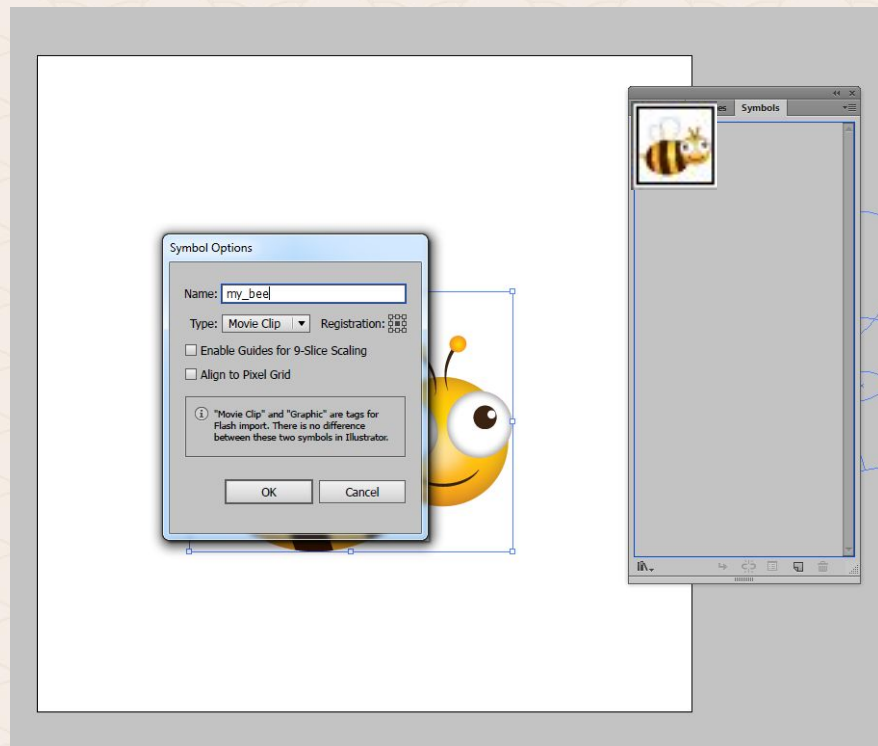 Symbols
Symbol Options
Name: my_bee
Type: Movie Clip Registration:
Enable Guides for 9-Slice Scaling
Align to Pixel Grid
"Movie Clip" and "Graphic" are tags for
Flash import. There is no difference
between these two symbols in Illustrator.
OK Cancel